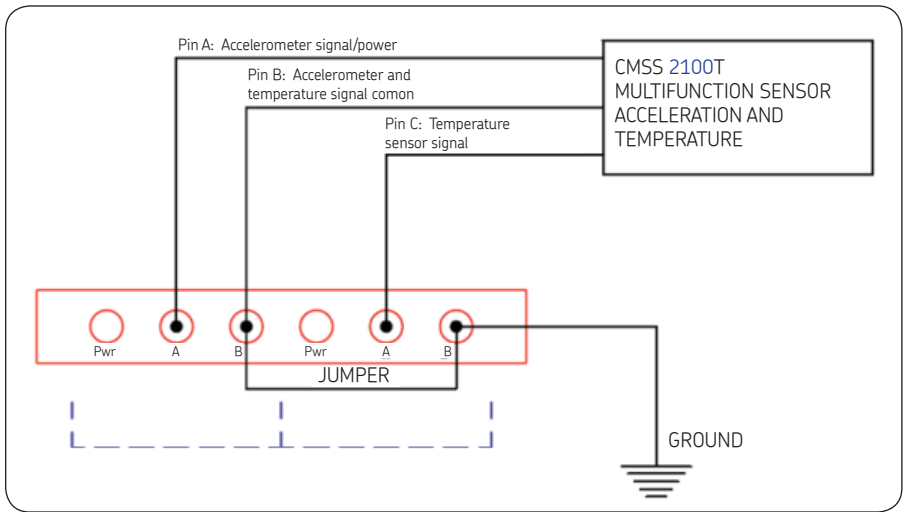 Pin A: Accelerometer signal/power
Pin B: Accelerometer and
temperature signal comon
Pin C: Temperature
sensor signal
CMSS 2100T
MULTIFUNCTION SENSOR
ACCELERATION AND
TEMPERATURE
Pwr A B Pwr A B
JUMPER
GROUND